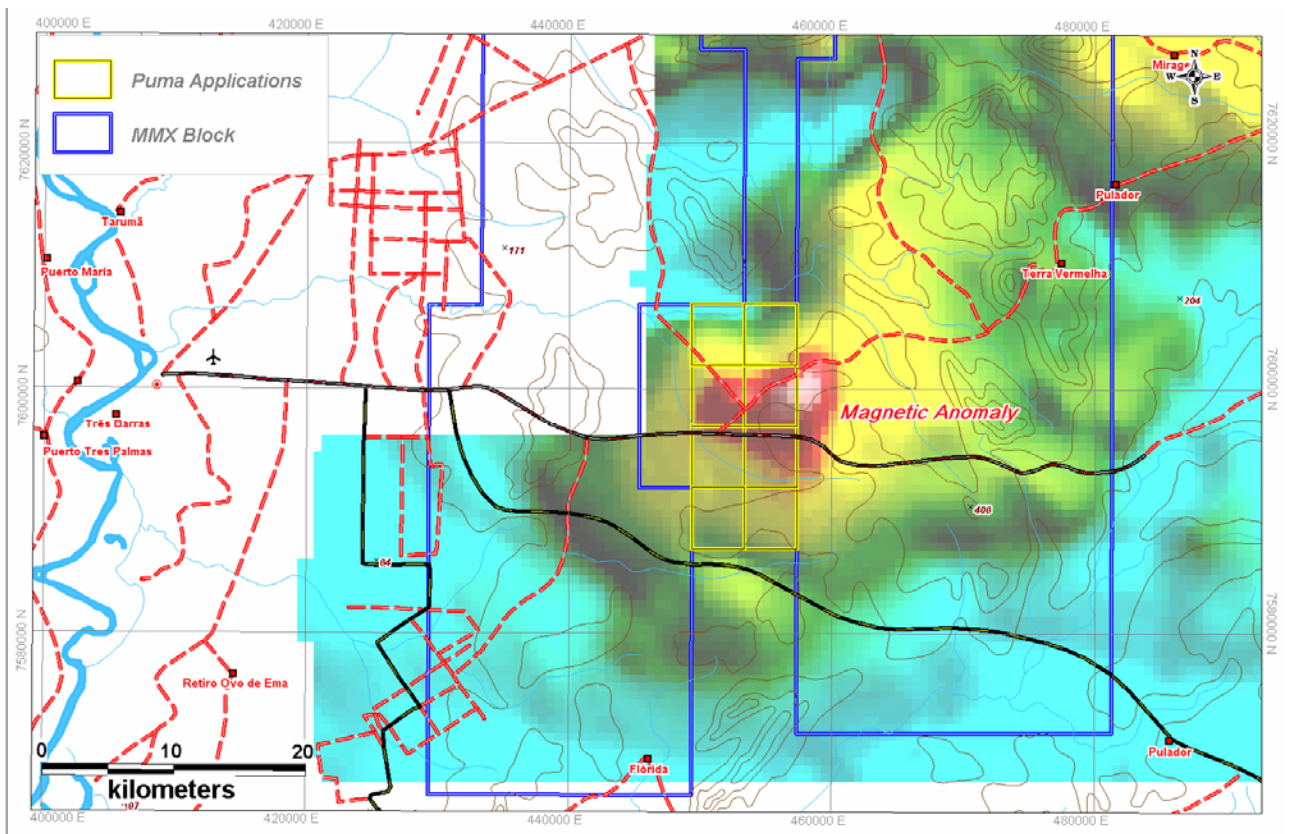 400000 E
420000 E
440000 E
460000 E
480000 E
Puma Applications
MMX Block
Mirage
N
W
E
S
7620000 N
7620000 N
Pulador
Tarumã
171
Puerto Maria
Terra Vermelha
204
7600000 N
7600000 N
Três Barras
Magnetic Anomaly
Puerto Tres Palmas
408
64
7580000 N
7580000 N
Retiro Ovo de Ema
0
10
20
kilometers
Flórida
Pulador
107
400000 E
420000 E
440000 E
460000 E
480000 E